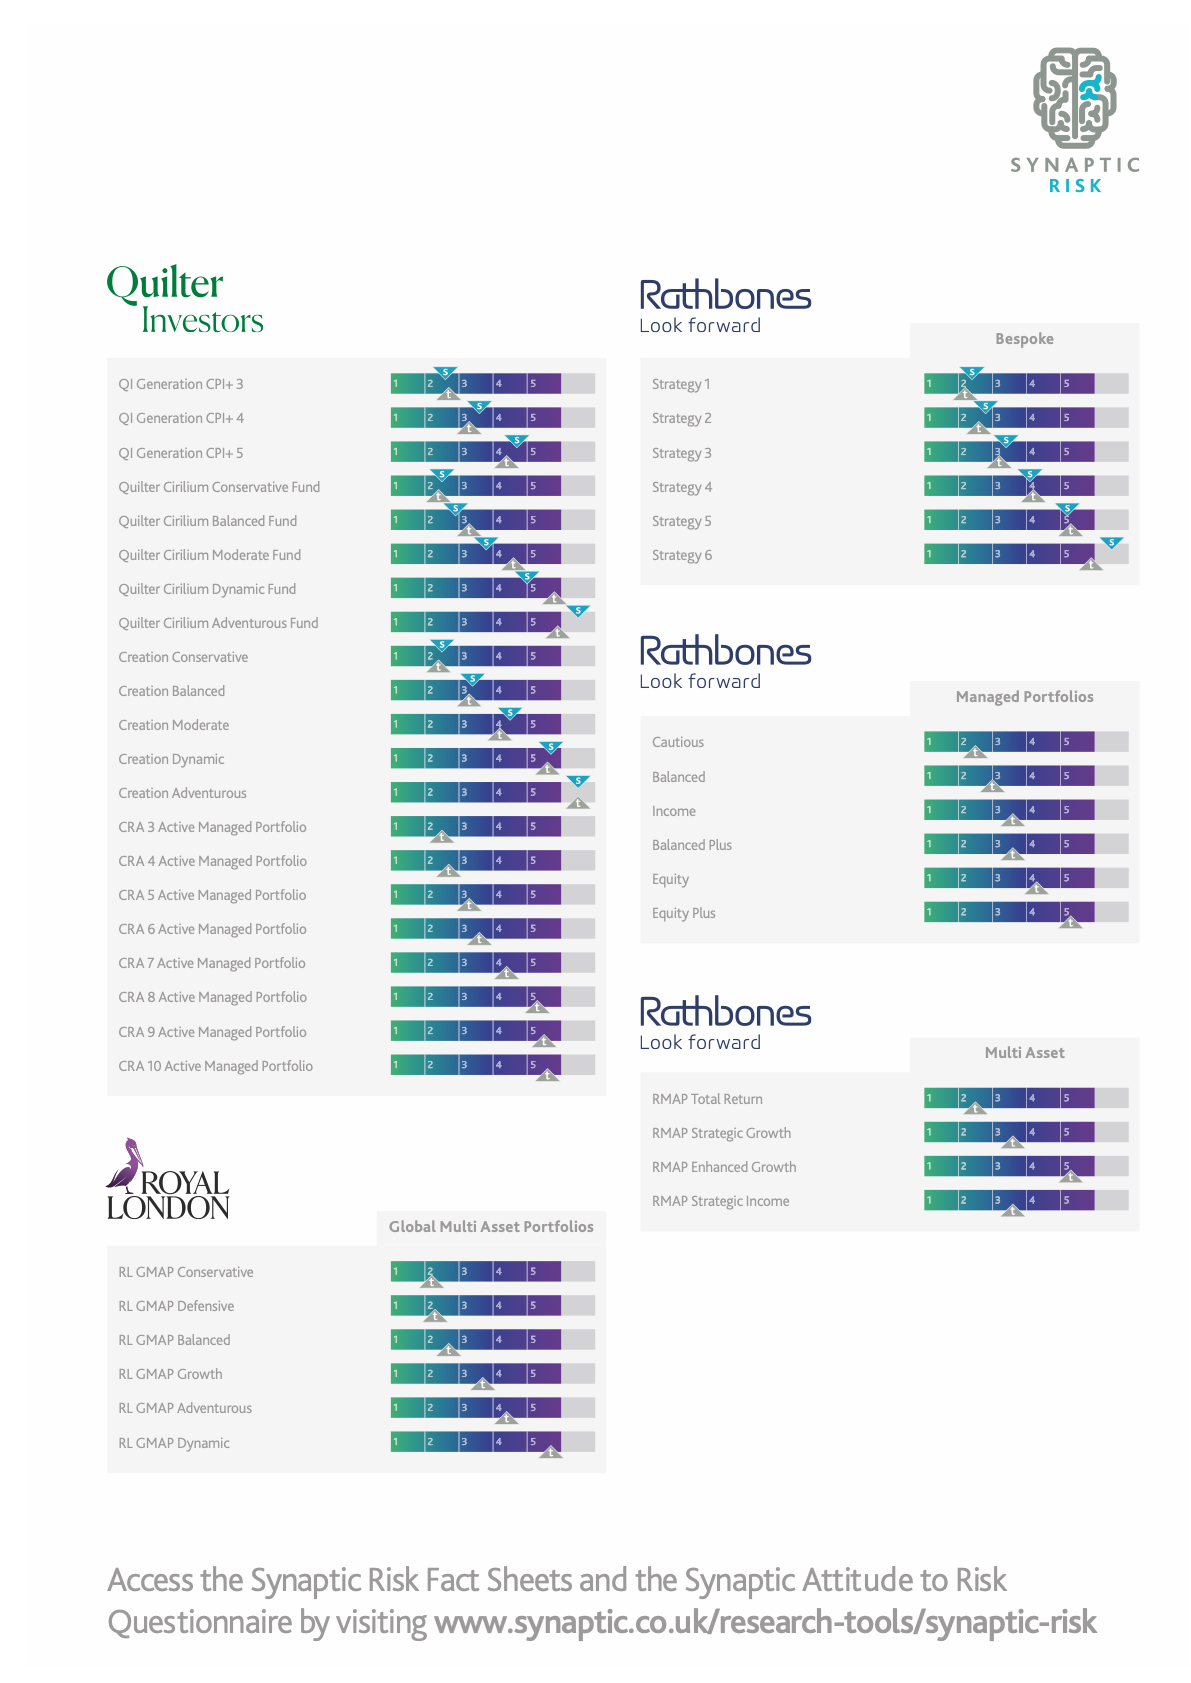 SYNAPTIC
RISK
Quilter
Investors
QI Generation CPI+ 3 1 2 3 4 5 s t
QI Generation CPI+ 4 1 2 3 4 5 s t
QI Generation CPI+ 5 1 2 3 4 5 s t
Quilter Cirilium Conservative Fund 1 2 3 4 5 s t
Quilter Cirilium Balanced Fund 1 2 3 4 5 s t
Quilter Cirilium Moderate Fund 1 2 3 4 5 s t
Quilter Cirilium Dynamic Fund 1 2 3 4 5 s t
Quilter Cirilium Adventurous Fund 1 2 3 4 5 s t
Creation Conservative 1 2 3 4 5 s t
Creation Balanced 1 2 3 4 5 s t
Creation Moderate 1 2 3 4 5 s t
Creation Dynamic 1 2 3 4 5 s t
Creation Adventurous 1 2 3 4 5 s t
CRA 3 Active Managed Portfolio 1 2 3 4 5 t
CRA 4 Active Managed Portfolio 1 2 3 4 5 t
CRA 5 Active Managed Portfolio 1 2 3 4 5 t
CRA 6 Active Managed Portfolio 1 2 3 4 5 t
CRA 7 Active Managed Portfolio 1 2 3 4 5 t
CRA 8 Active Managed Portfolio 1 2 3 4 5 t
CRA 9 Active Managed Portfolio 1 2 3 4 5 t
CRA 10 Active Managed Portfolio 1 2 3 4 5 t
ROYAL
LONDON
Global Multi Asset Portfolios
RL GMAP Conservative 1 2 3 4 5 t
RL GMAP Defensive 1 2 3 4 5 t
RL GMAP Balanced 1 2 3 4 5 t
RL GMAP Growth 1 2 3 4 5 t
RL GMAP Adventurous 1 2 3 4 5 t
RL GMAP Dynamic 1 2 3 4 5 t
Rathbones
Look forward
Bespoke
Strategy 1 1 2 3 4 5 s t
Strategy 2 1 2 3 4 5 s t
Strategy 3 1 2 3 4 5 s t
Strategy 4 1 2 3 4 5 s t
Strategy 5 1 2 3 4 5 s t
Strategy 6 1 2 3 4 5 s t
Rathbones
Look forward
Managed Portfolios
Cautious 1 2 3 4 5 t
Balanced 1 2 3 4 5 t
Income 1 2 3 4 5 t
Balanced Plus 1 2 3 4 5 t
Equity 1 2 3 4 5 t
Equity Plus 1 2 3 4 5 t
Rathbones
Look forward
Multi Asset
RMAP Total Return 1 2 3 4 5 t
RMAP Strategic Growth 1 2 3 4 5 t
RMAP Enhanced Growth 1 2 3 4 5 t
RMAP Strategic Income 1 2 3 4 5 t
Access the Synaptic Risk Fact Sheets and the Synaptic Attitude to Risk
Questionnaire by visiting www.synaptic.co.uk/research-tools/synaptic-risk